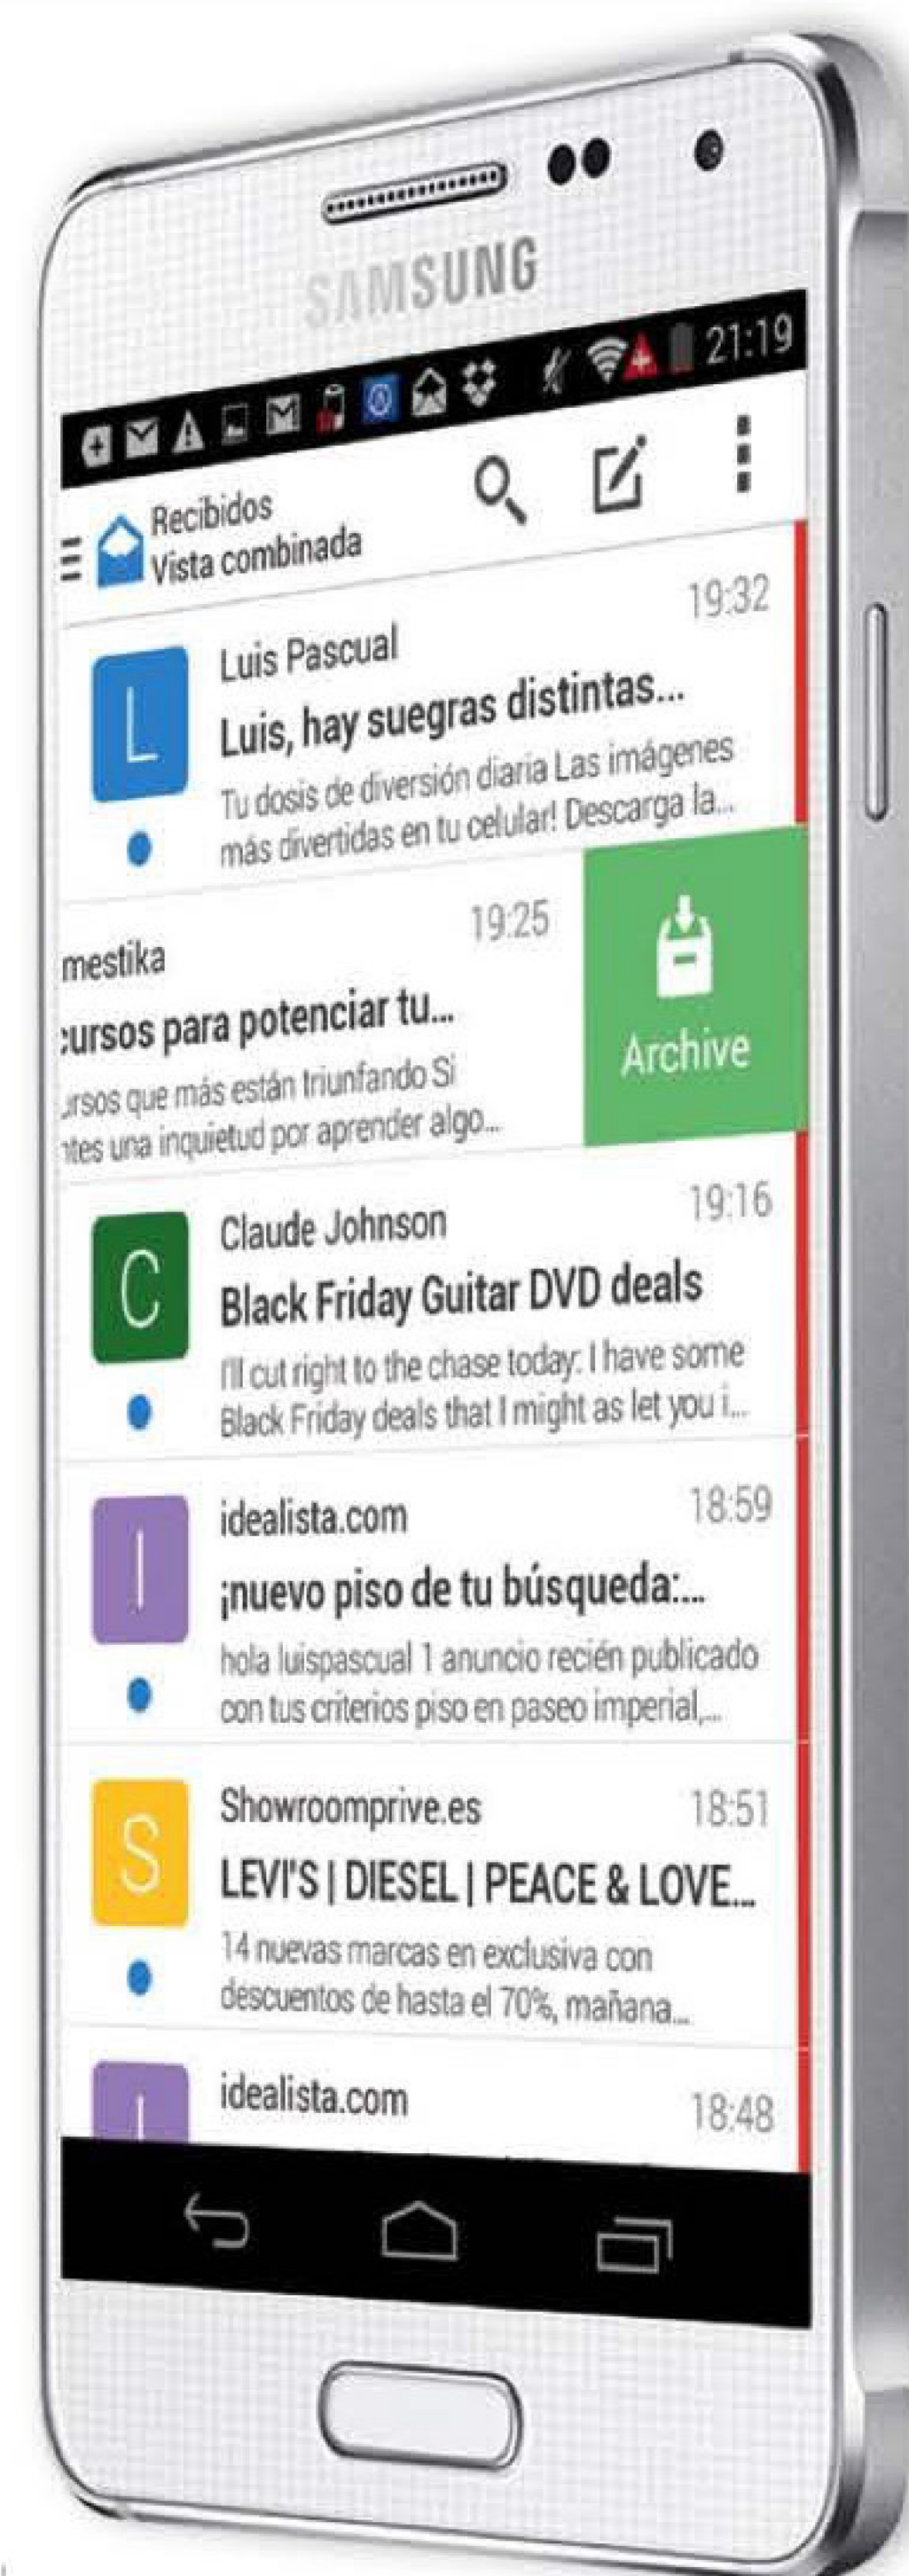 SAMSUNG
21:19
Recibidos
Vista combinada
19:32
Luis Pascual
L
Luis, hay suegras distintas...
Tu dosis de diversión diaria Las imágenes
más divertidas en tu celular! Descarga la...
19:25
mestika
cursos para potenciar tu...
ursos que más están triunfando Si
ntes una inquietud por aprender algo...
Archive
19:16
Claude Johnson
C
Black Friday Guitar DVD deals
I'll cut right to the chase today: I have some
Black Friday deals that I might as let you i...
18:59
idealista.com
I
¡nuevo piso de tu búsqueda:...
hola luispascual 1 anuncio recién publicado
con tus criterios piso en paseo imperial,...
18:51
Showroomprive.es
S
LEVI'S | DIESEL | PEACE & LOVE...
14 nuevas marcas en exclusiva con
descuentos de hasta el 70%, mañana...
idealista.com
18:48
I